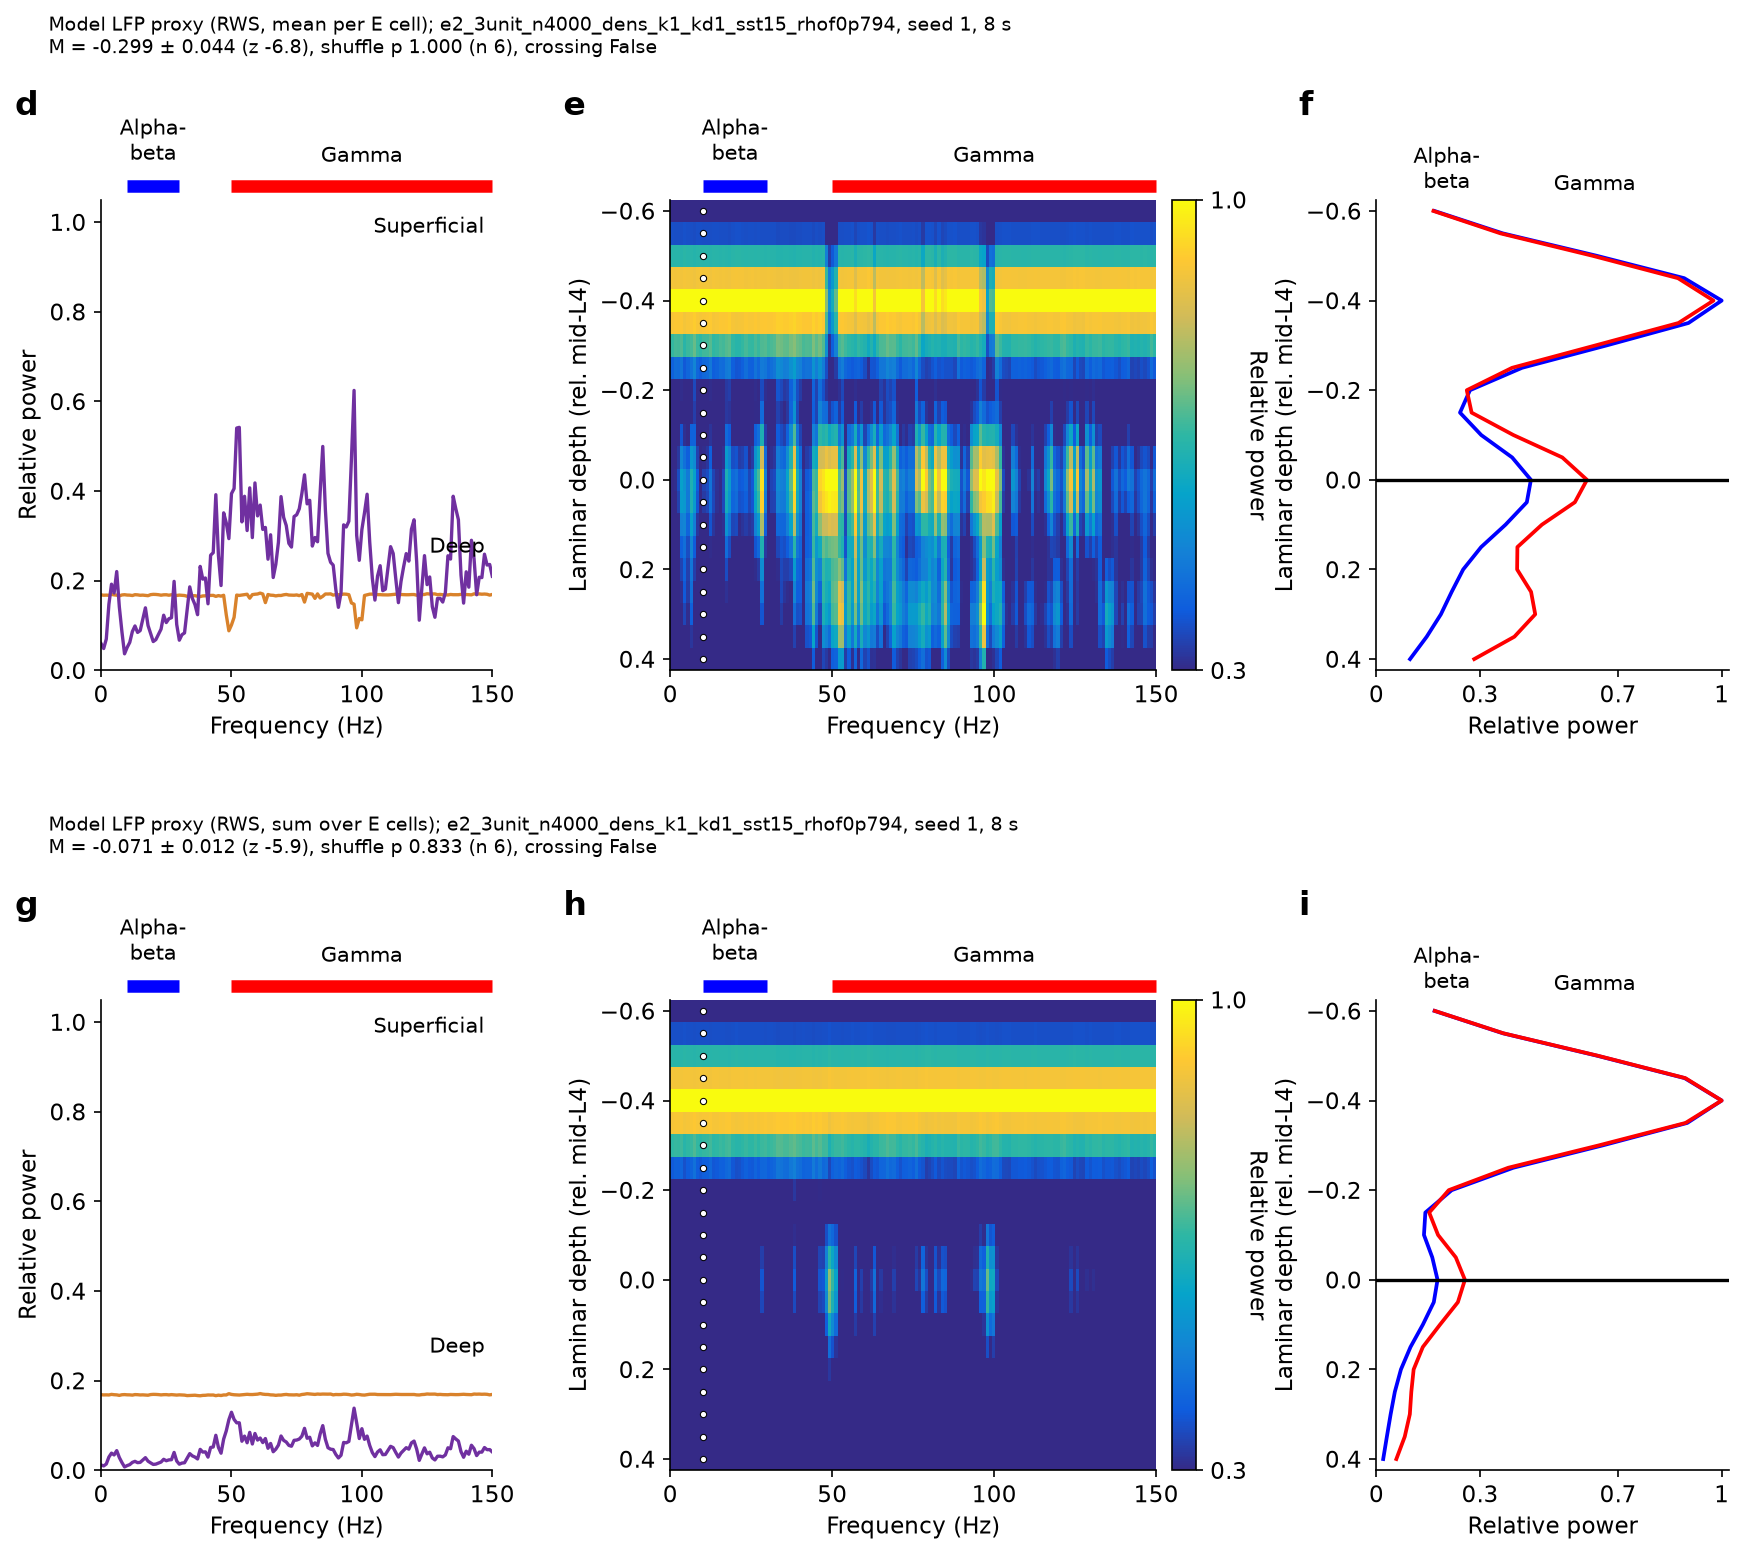 Model LFP proxy (RWS, mean per E cell); e2_3unit_n4000_dens_k1_kd1_sst15_rhof0p794, seed 1, 8 s
M = -0.299 ± 0.044 (z -6.8), shuffle p 1.000 (n 6), crossing False
d
Alpha-
beta
Gamma
Superficial
Deep
Relative power
1.0
0.8
0.6
0.4
0.2
0.0
0 50 100 150
Frequency (Hz)
e
Alpha-
beta
Gamma
Laminar depth (rel. mid-L4)
−0.6
−0.4
−0.2
0.0
0.2
0.4
0 50 100 150
Frequency (Hz)
1.0
0.3
Relative power
f
Alpha-
beta
Gamma
Laminar depth (rel. mid-L4)
−0.6
−0.4
−0.2
0.0
0.2
0.4
0 0.3 0.7 1
Relative power
Model LFP proxy (RWS, sum over E cells); e2_3unit_n4000_dens_k1_kd1_sst15_rhof0p794, seed 1, 8 s
M = -0.071 ± 0.012 (z -5.9), shuffle p 0.833 (n 6), crossing False
g
Alpha-
beta
Gamma
Superficial
Deep
Relative power
1.0
0.8
0.6
0.4
0.2
0.0
0 50 100 150
Frequency (Hz)
h
Alpha-
beta
Gamma
Laminar depth (rel. mid-L4)
−0.6
−0.4
−0.2
0.0
0.2
0.4
0 50 100 150
Frequency (Hz)
1.0
0.3
Relative power
i
Alpha-
beta
Gamma
Laminar depth (rel. mid-L4)
−0.6
−0.4
−0.2
0.0
0.2
0.4
0 0.3 0.7 1
Relative power